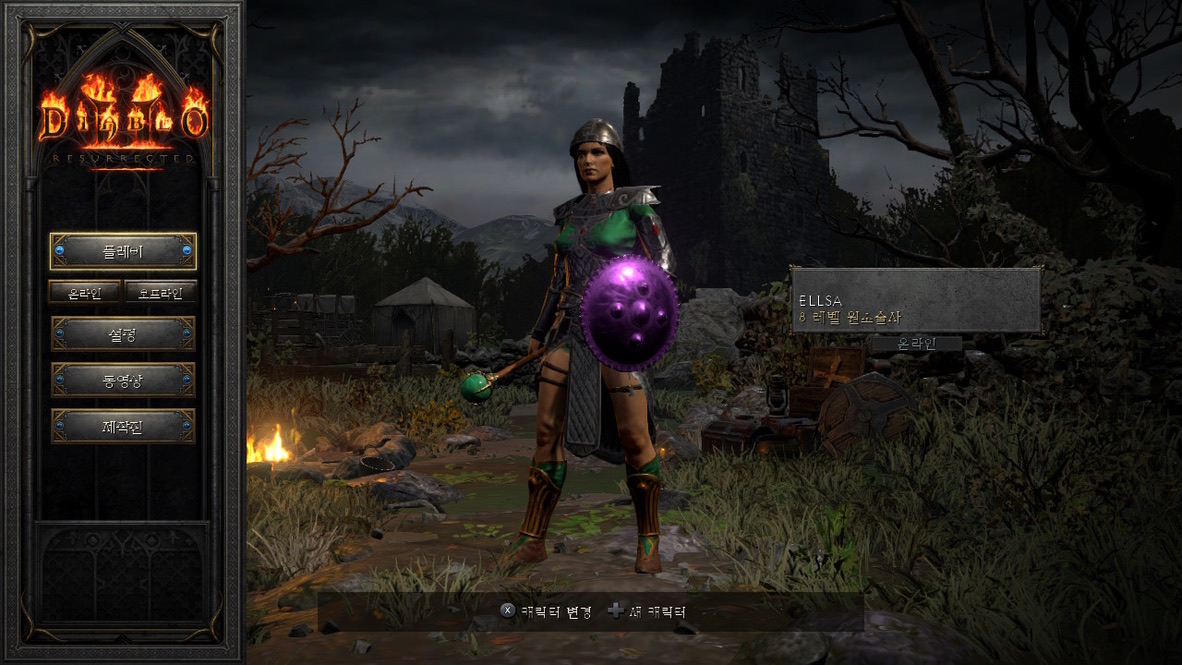 DIABLO
II
RESURRECTED
플레이
온라인 오프라인
설정
동영상
제작진
ELLSA
8 레벨 원소술사
온라인
X 캐릭터 변경 새 캐릭터